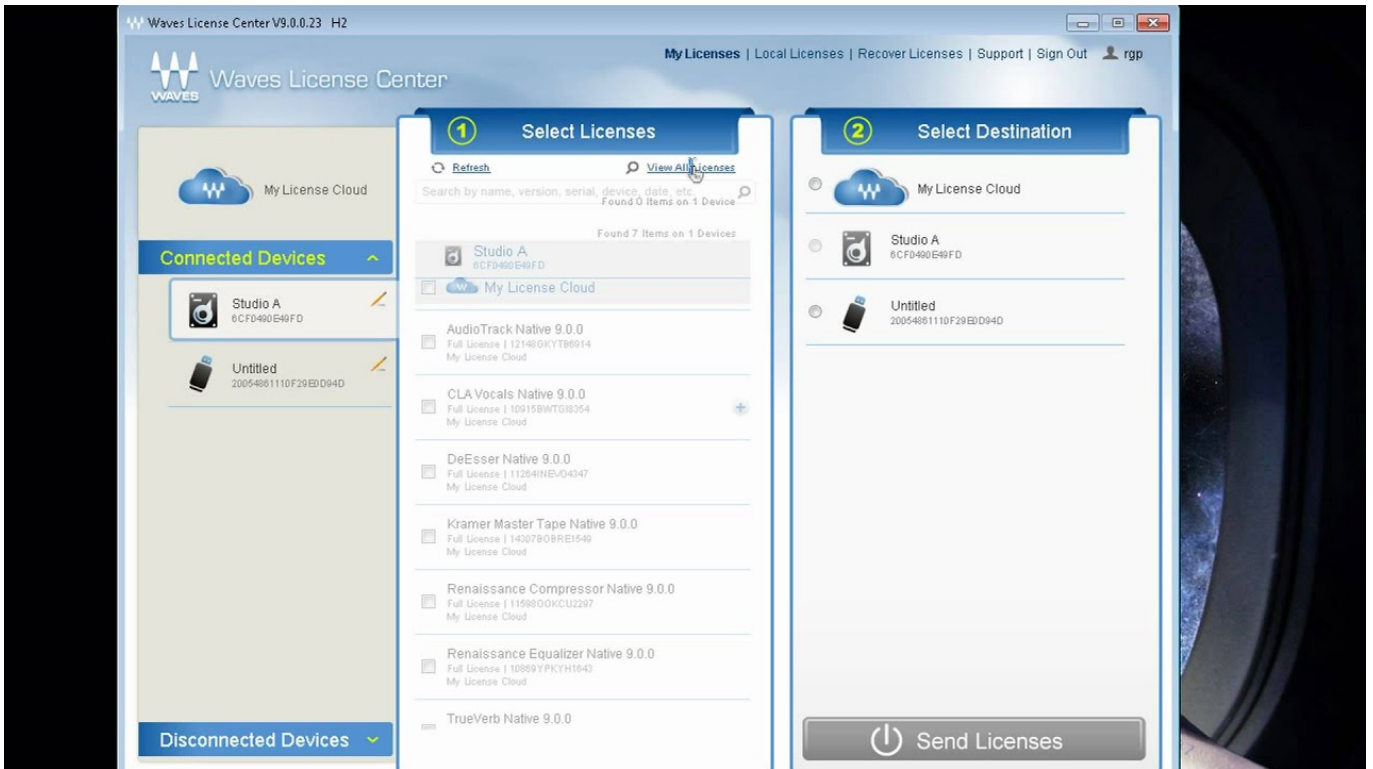 Waves License Center V9.0.0.23 H2
My Licenses | Local Licenses | Recover Licenses | Support | Sign Out rgp
WAVES
Waves License Center
My License Cloud
Connected Devices
Studio A
6CFD490E49FD
Untitled
20054861110F29E0D94D
Disconnected Devices
1 Select Licenses
Refresh View All Licenses
Search by name, version, serial, device, date, etc.
Found 0 Items on 1 Device
Found 7 Items on 1 Devices
Studio A
6CFD490E49FD
My License Cloud
AudioTrack Native 9.0.0
Full License |
My License Cloud
CLA Vocals Native 9.0.0
Full License |
My License Cloud
DeEsser Native 9.0.0
Full License |
My License Cloud
Kramer Master Tape Native 9.0.0
Full License |
My License Cloud
Renaissance Compressor Native 9.0.0
Full License |
My License Cloud
Renaissance Equalizer Native 9.0.0
Full License |
My License Cloud
TrueVerb Native 9.0.0
2 Select Destination
My License Cloud
Studio A
6CFD490E49FD
Untitled
20054861110F29E0D94D
Send Licenses